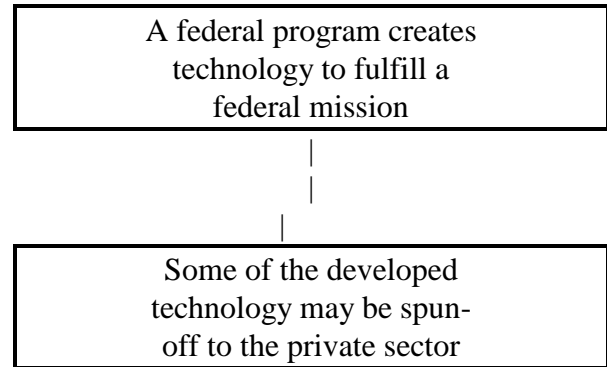 A federal program creates
technology to fulfill a
federal mission
|
|
|
Some of the developed
technology may be spun-
off to the private sector